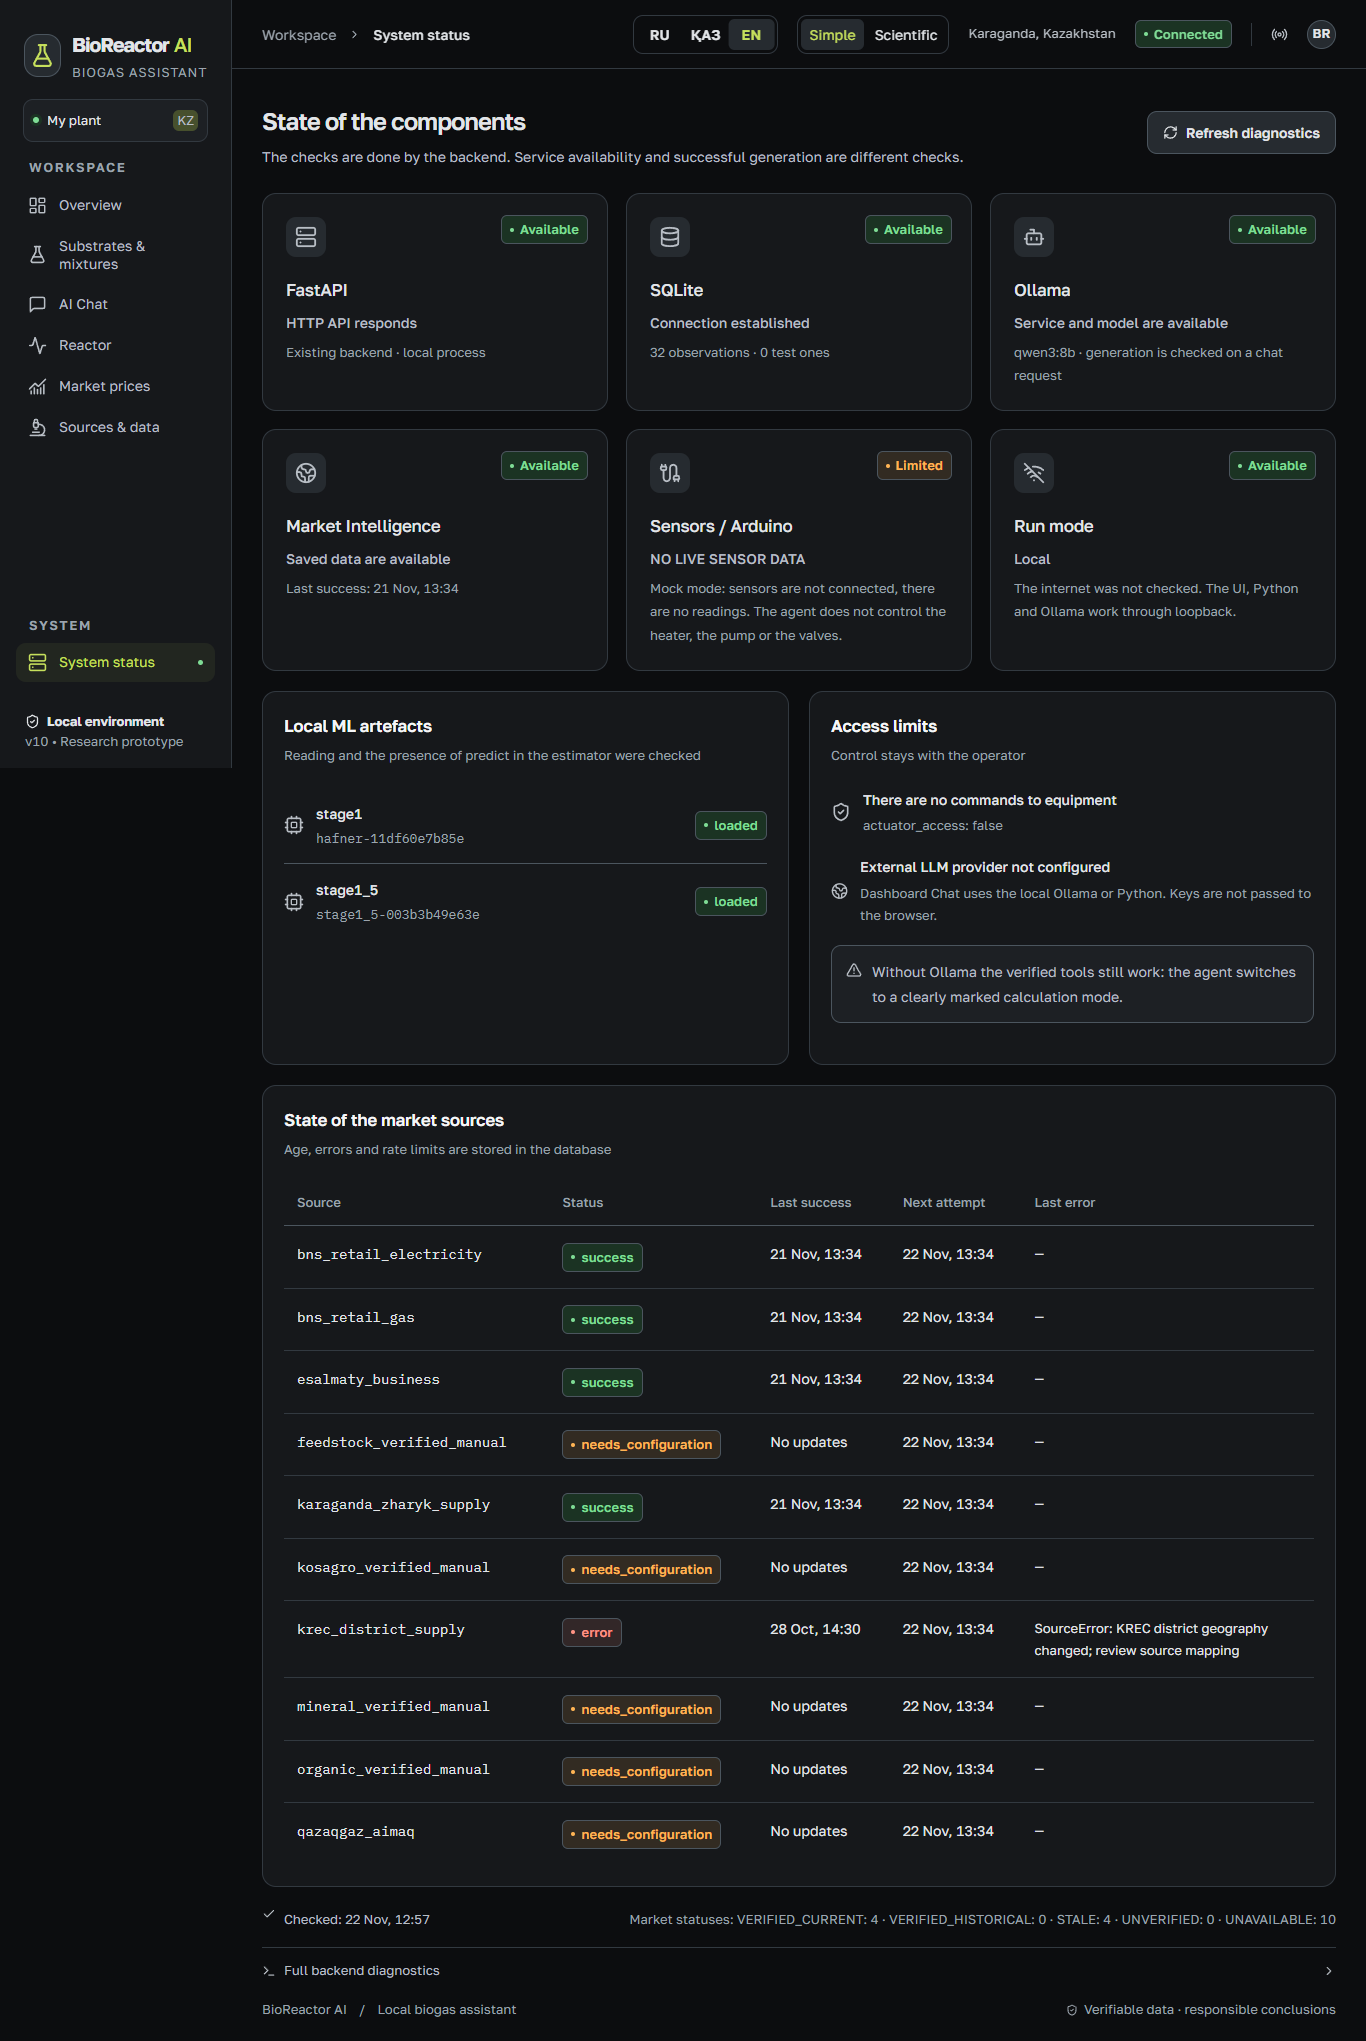 BioReactor AI
BIOGAS ASSISTANT
My plant
KZ
WORKSPACE
Overview
Substrates &
mixtures
AI Chat
Reactor
Market prices
Sources & data
SYSTEM
System status
Local environment
v10 • Research prototype
Workspace > System status
RU ҚАЗ EN
Simple Scientific
Karaganda, Kazakhstan
Connected
BR
State of the components
The checks are done by the backend. Service availability and successful generation are different checks.
Refresh diagnostics
Available
FastAPI
HTTP API responds
Existing backend · local process
Available
SQLite
Connection established
32 observations · 0 test ones
Available
Ollama
Service and model are available
qwen3:8b · generation is checked on a chat
request
Available
Market Intelligence
Saved data are available
Last success: 21 Nov, 13:34
Limited
Sensors / Arduino
NO LIVE SENSOR DATA
Mock mode: sensors are not connected, there
are no readings. The agent does not control the
heater, the pump or the valves.
Available
Run mode
Local
The internet was not checked. The UI, Python
and Ollama work through loopback.
Local ML artefacts
Reading and the presence of predict in the estimator were checked
stage1
hafner-11df60e7b85e
loaded
stage1_5
stage1_5-003b3b49e63e
loaded
Access limits
Control stays with the operator
There are no commands to equipment
actuator_access: false
External LLM provider not configured
Dashboard Chat uses the local Ollama or Python. Keys are not passed to
the browser.
Without Ollama the verified tools still work: the agent switches
to a clearly marked calculation mode.
State of the market sources
Age, errors and rate limits are stored in the database
Source Status Last success Next attempt Last error
bns_retail_electricity success 21 Nov, 13:34 22 Nov, 13:34 —
bns_retail_gas success 21 Nov, 13:34 22 Nov, 13:34 —
esalmaty_business success 21 Nov, 13:34 22 Nov, 13:34 —
feedstock_verified_manual needs_configuration No updates 22 Nov, 13:34 —
karaganda_zharyk_supply success 21 Nov, 13:34 22 Nov, 13:34 —
kosagro_verified_manual needs_configuration No updates 22 Nov, 13:34 —
krec_district_supply error 28 Oct, 14:30 22 Nov, 13:34 SourceError: KREC district geography
changed; review source mapping
mineral_verified_manual needs_configuration No updates 22 Nov, 13:34 —
organic_verified_manual needs_configuration No updates 22 Nov, 13:34 —
qazaqgaz_aimaq needs_configuration No updates 22 Nov, 13:34 —
Checked: 22 Nov, 12:57
Market statuses: VERIFIED_CURRENT: 4 · VERIFIED_HISTORICAL: 0 · STALE: 4 · UNVERIFIED: 0 · UNAVAILABLE: 10
Full backend diagnostics
BioReactor AI / Local biogas assistant
Verifiable data · responsible conclusions